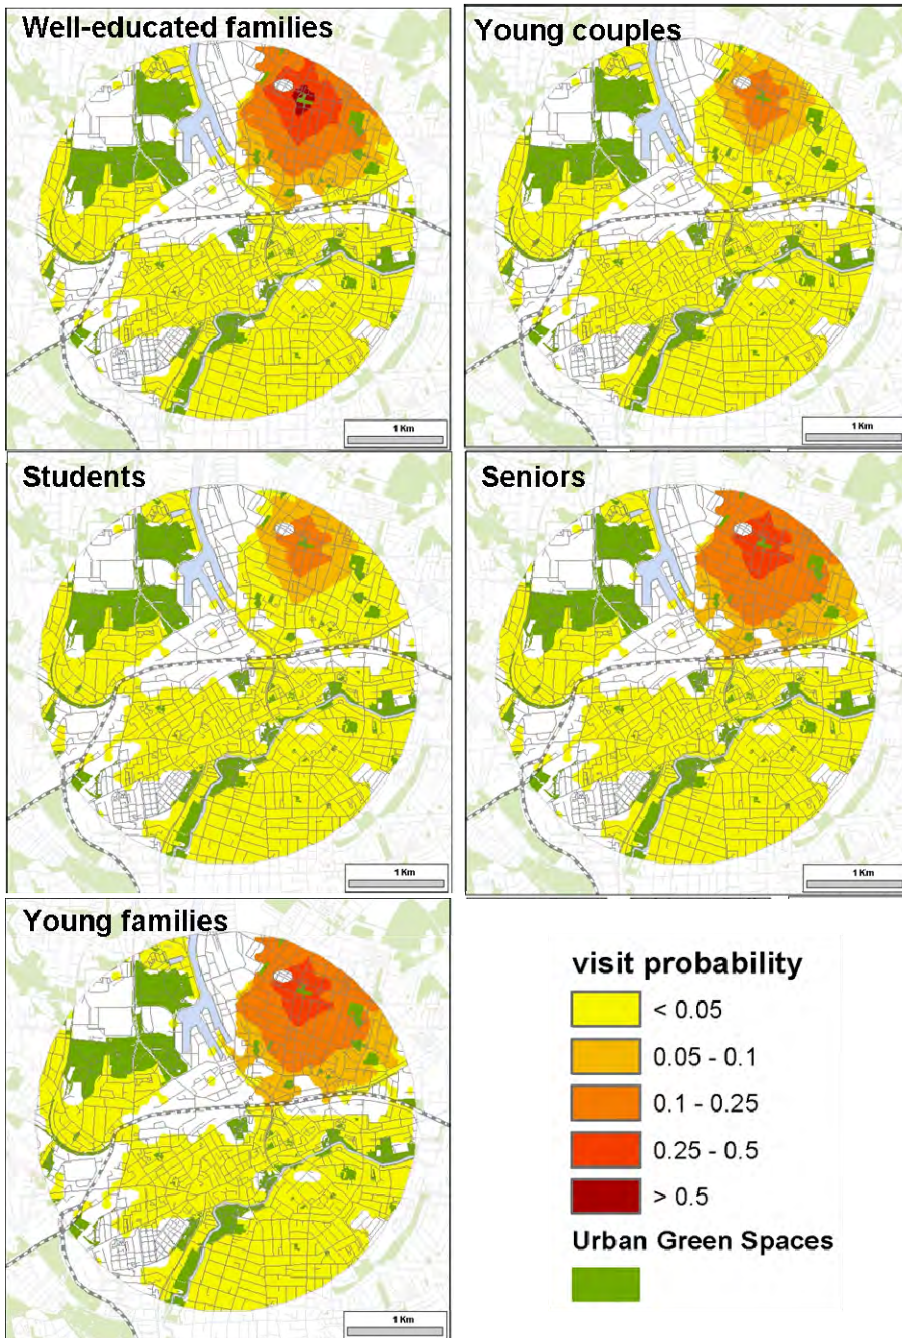 Well-educated families
Young couples
1 Km
1 Km
Students
Seniors
1 Km
1 Km
Young families
visit probability
< 0.05
0.05 - 0.1
0.1 - 0.25
0.25 - 0.5
> 0.5
Urban Green Spaces
1 Km